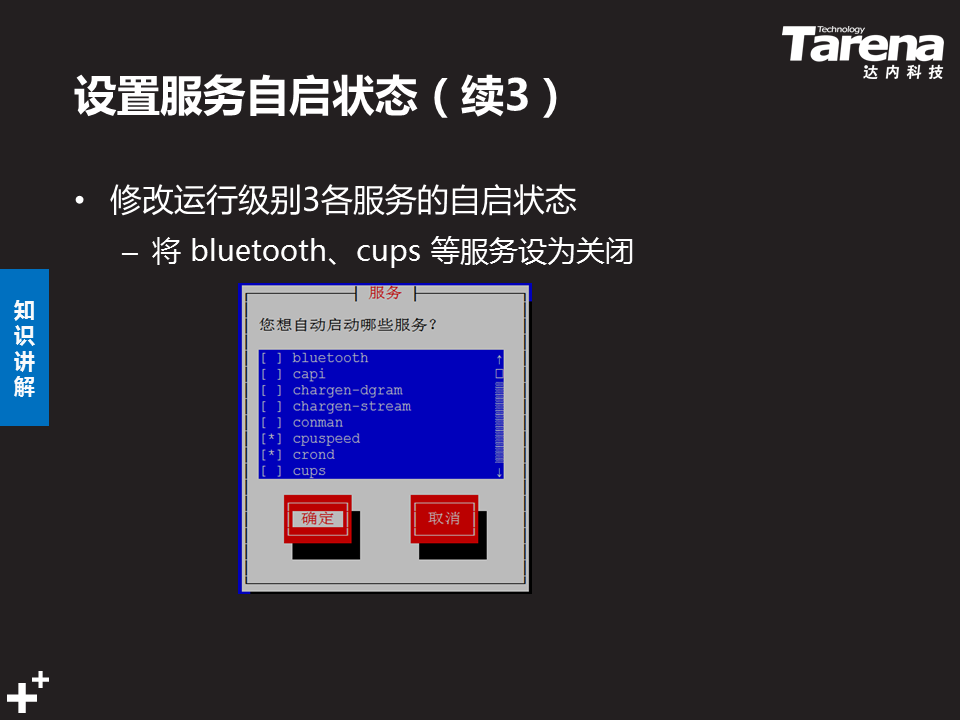 Technology
Tarena
达内科技
设置服务自启状态（续3）
• 修改运行级别3各服务的自启状态
– 将 bluetooth、cups 等服务设为关闭
知识讲解
服务
您想自动启动哪些服务？
[ ] bluetooth
[ ] capi
[ ] chargen-dgram
[ ] chargen-stream
[ ] conman
[*] cpuspeed
[*] crond
[ ] cups
确定 取消